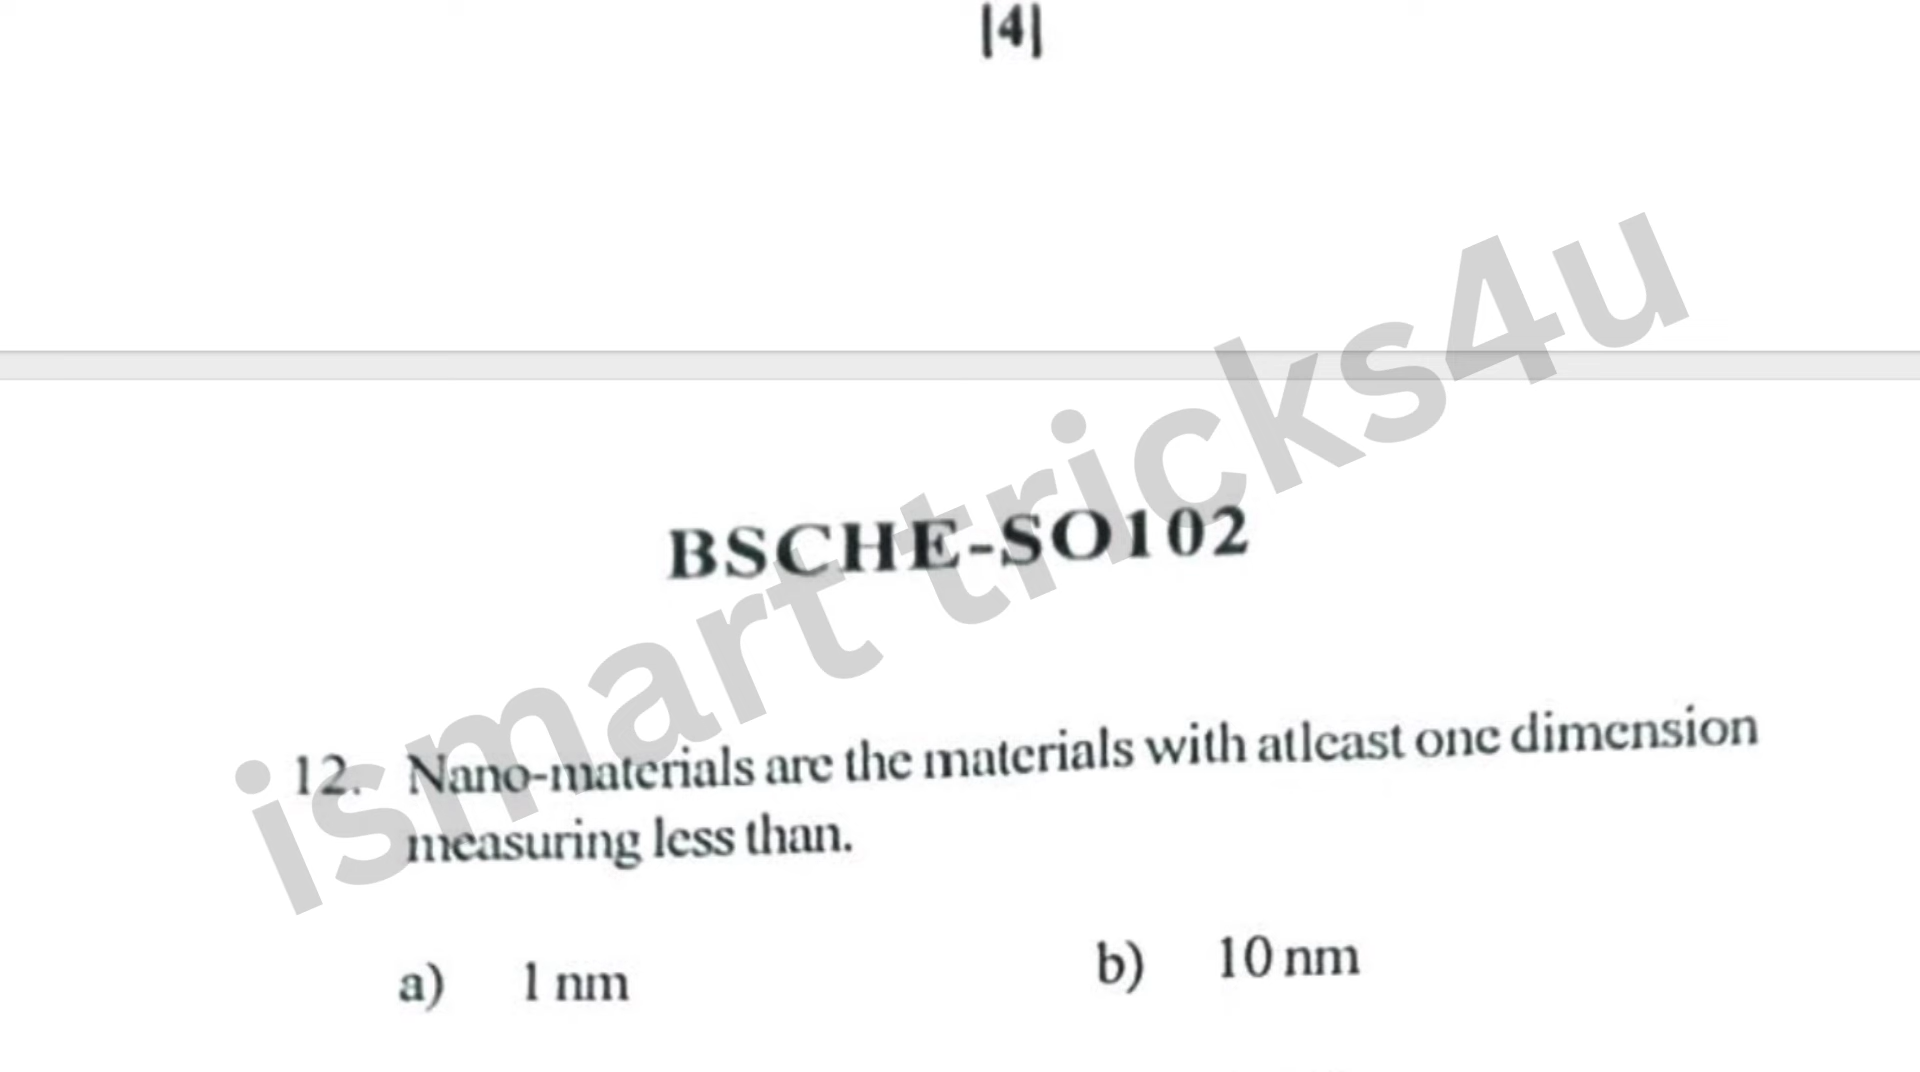 |4|
BSCHE-SO102
12. Nano-materials are the materials with atleast one dimension
measuring less than.
a) 1 nm b) 10 nm
ismart tricks4u